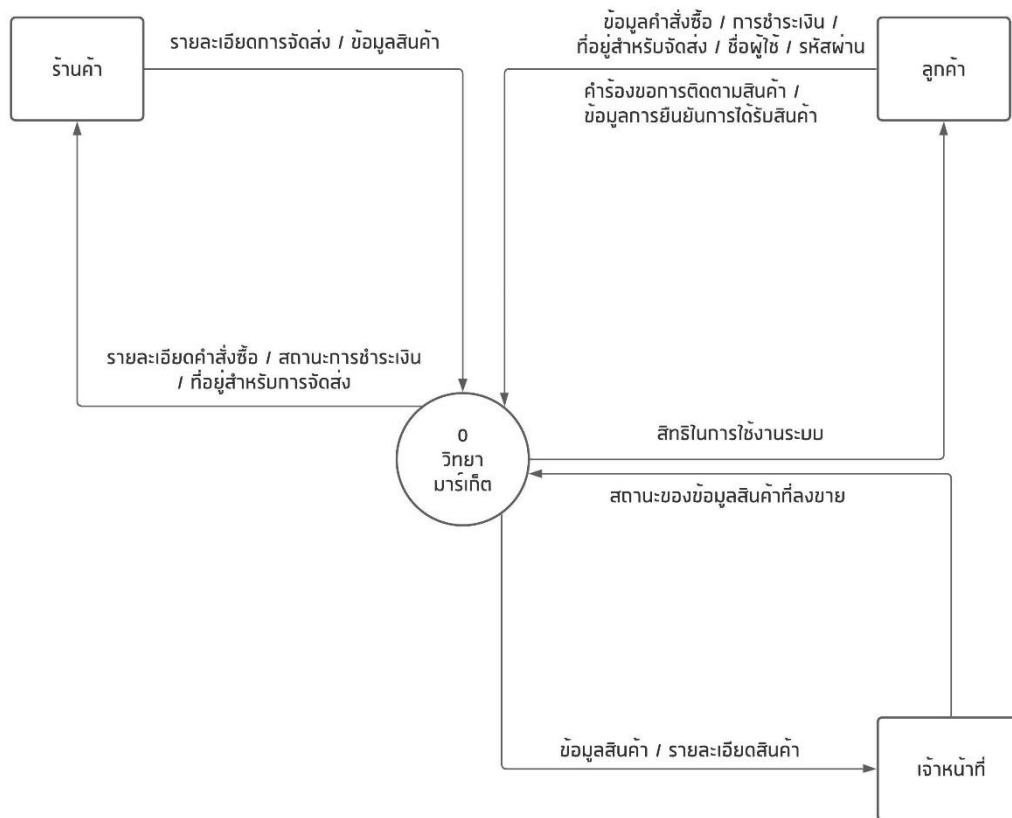 ร้านค้า
รายละเอียดการจัดส่ง / ข้อมูลสินค้า
ข้อมูลคำสั่งซื้อ / การชำระเงิน /
ที่อยู่สำหรับจัดส่ง / ชื่อผู้ใช้ / รหัสผ่าน
คำร้องขอการติดตามสินค้า /
ข้อมูลการยืนยันการได้รับสินค้า
ลูกค้า
รายละเอียดคำสั่งซื้อ / สถานะการชำระเงิน
/ ที่อยู่สำหรับการจัดส่ง
0
วิทยา
มาร์เก็ต
สิทธิในการใช้งานระบบ
สถานะของข้อมูลสินค้าที่ลงขาย
ข้อมูลสินค้า / รายละเอียดสินค้า
เจ้าหน้าที่